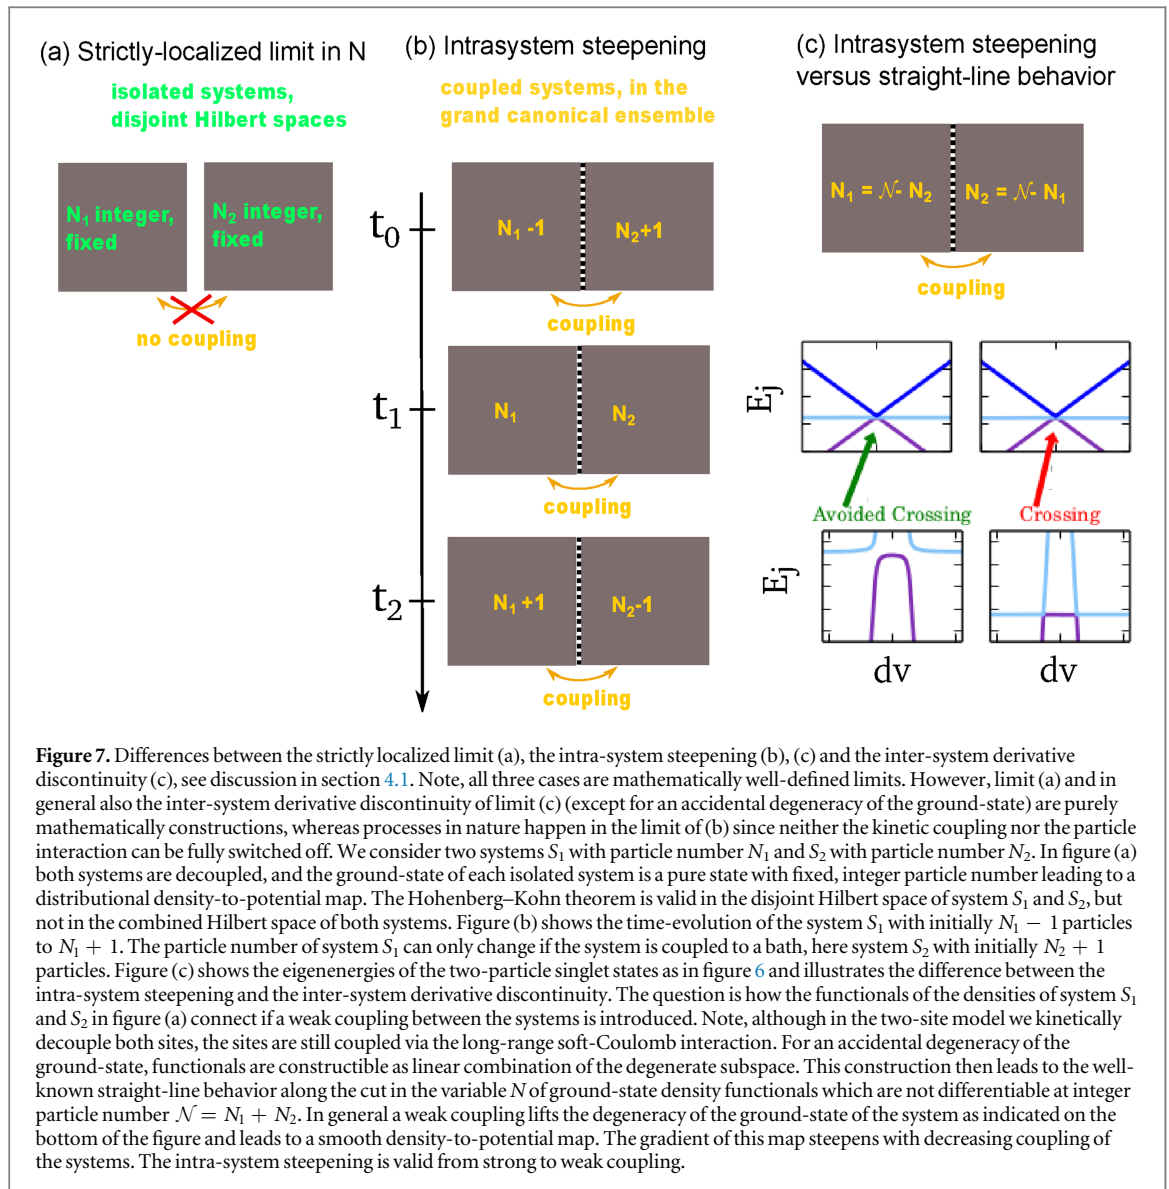 (a) Strictly-localized limit in N
isolated systems,
disjoint Hilbert spaces
N₁ integer,
fixed
N₂ integer,
fixed
no coupling
(b) Intrasystem steepening
coupled systems, in the
grand canonical ensemble
t₀
N₁ -1
N₂+1
coupling
t₁
N₁
N₂
coupling
t₂
N₁ +1
N₂-1
coupling
(c) Intrasystem steepening
versus straight-line behavior
N₁ = 𝒩- N₂
N₂ = 𝒩- N₁
coupling
Eⱼ
Avoided Crossing
Crossing
Eⱼ
dv
dv
Figure 7. Differences between the strictly localized limit (a), the intra-system steepening (b), (c) and the inter-system derivative
discontinuity (c), see discussion in section 4.1. Note, all three cases are mathematically well-defined limits. However, limit (a) and in
general also the inter-system derivative discontinuity of limit (c) (except for an accidental degeneracy of the ground-state) are purely
mathematically constructions, whereas processes in nature happen in the limit of (b) since neither the kinetic coupling nor the particle
interaction can be fully switched off. We consider two systems S₁ with particle number N₁ and S₂ with particle number N₂. In figure (a)
both systems are decoupled, and the ground-state of each isolated system is a pure state with fixed, integer particle number leading to a
distributional density-to-potential map. The Hohenberg–Kohn theorem is valid in the disjoint Hilbert space of system S₁ and S₂, but
not in the combined Hilbert space of both systems. Figure (b) shows the time-evolution of the system S₁ with initially N₁ − 1 particles
to N₁ + 1. The particle number of system S₁ can only change if the system is coupled to a bath, here system S₂ with initially N₂ + 1
particles. Figure (c) shows the eigenenergies of the two-particle singlet states as in figure 6 and illustrates the difference between the
intra-system steepening and the inter-system derivative discontinuity. The question is how the functionals of the densities of system S₁
and S₂ in figure (a) connect if a weak coupling between the systems is introduced. Note, although in the two-site model we kinetically
decouple both sites, the sites are still coupled via the long-range soft-Coulomb interaction. For an accidental degeneracy of the
ground-state, functionals are constructible as linear combination of the degenerate subspace. This construction then leads to the well-
known straight-line behavior along the cut in the variable N of ground-state density functionals which are not differentiable at integer
particle number 𝒩 = N₁ + N₂. In general a weak coupling lifts the degeneracy of the ground-state of the system as indicated on the
bottom of the figure and leads to a smooth density-to-potential map. The gradient of this map steepens with decreasing coupling of
the systems. The intra-system steepening is valid from strong to weak coupling.